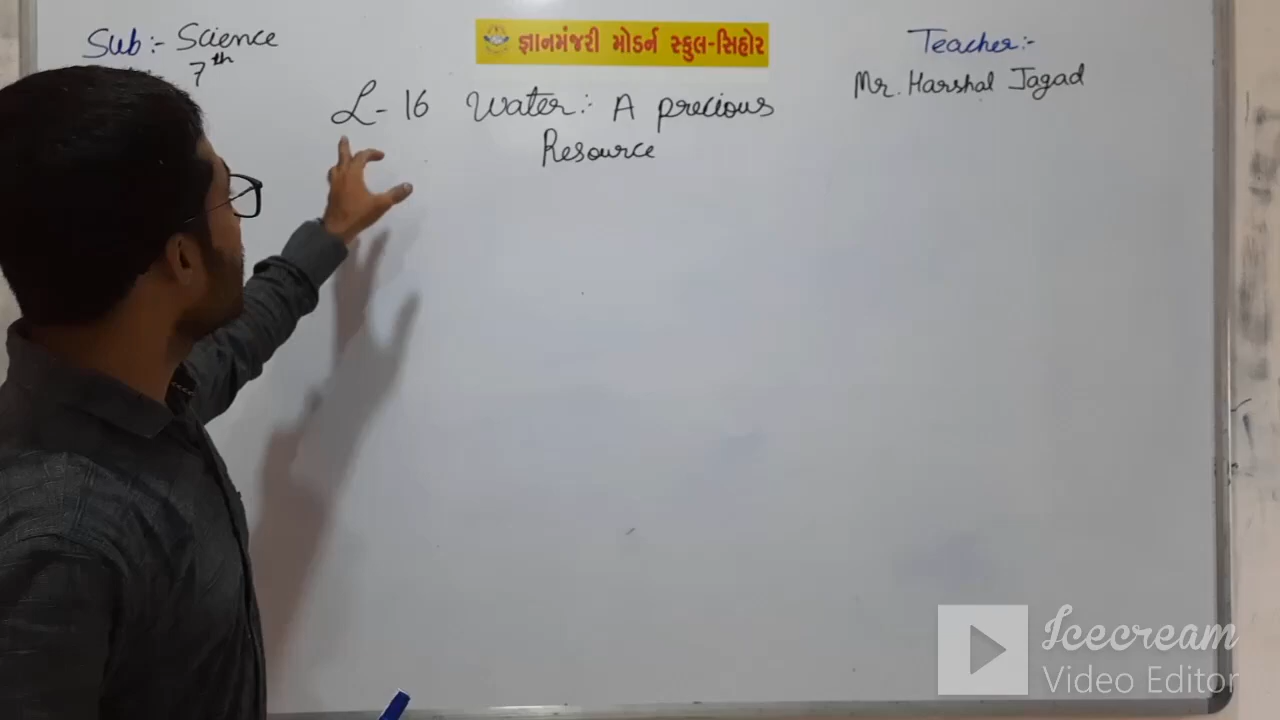 Sub:- Science
7th
જ્ઞાનમંજરી મોડર્ન સ્કુલ-સિહોર
Teacher:-
Mr. Harshal Jagad
L- 16 Water:- A precious
Resource
Icecream
Video Editor